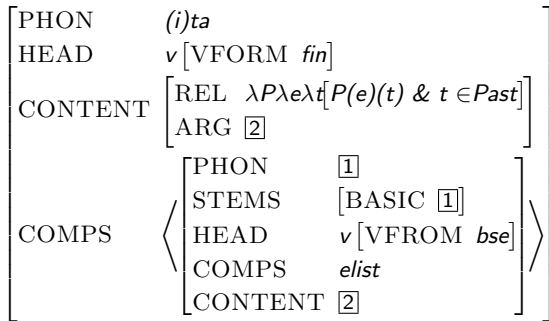 PHON (i)ta
HEAD v [VFORM fin]
CONTENT [REL λPλeλt[P(e)(t) & t ∈Past]
ARG 2]
COMPS ⟨[PHON 1
STEMS [BASIC 1]
HEAD v [VFROM bse]
COMPS elist
CONTENT 2]⟩